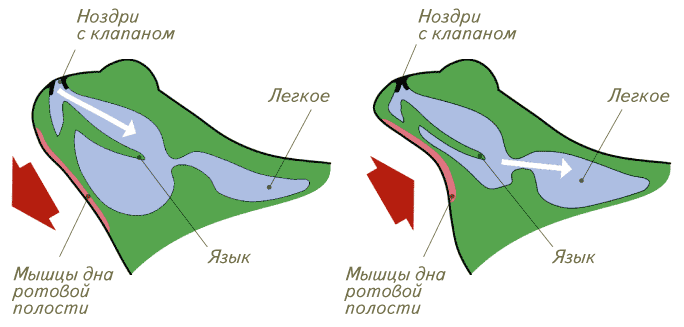 Ноздри
с клапаном
Легкое
Язык
Мышцы дна
ротовой
полости
Ноздри
с клапаном
Легкое
Язык
Мышцы дна
ротовой
полости